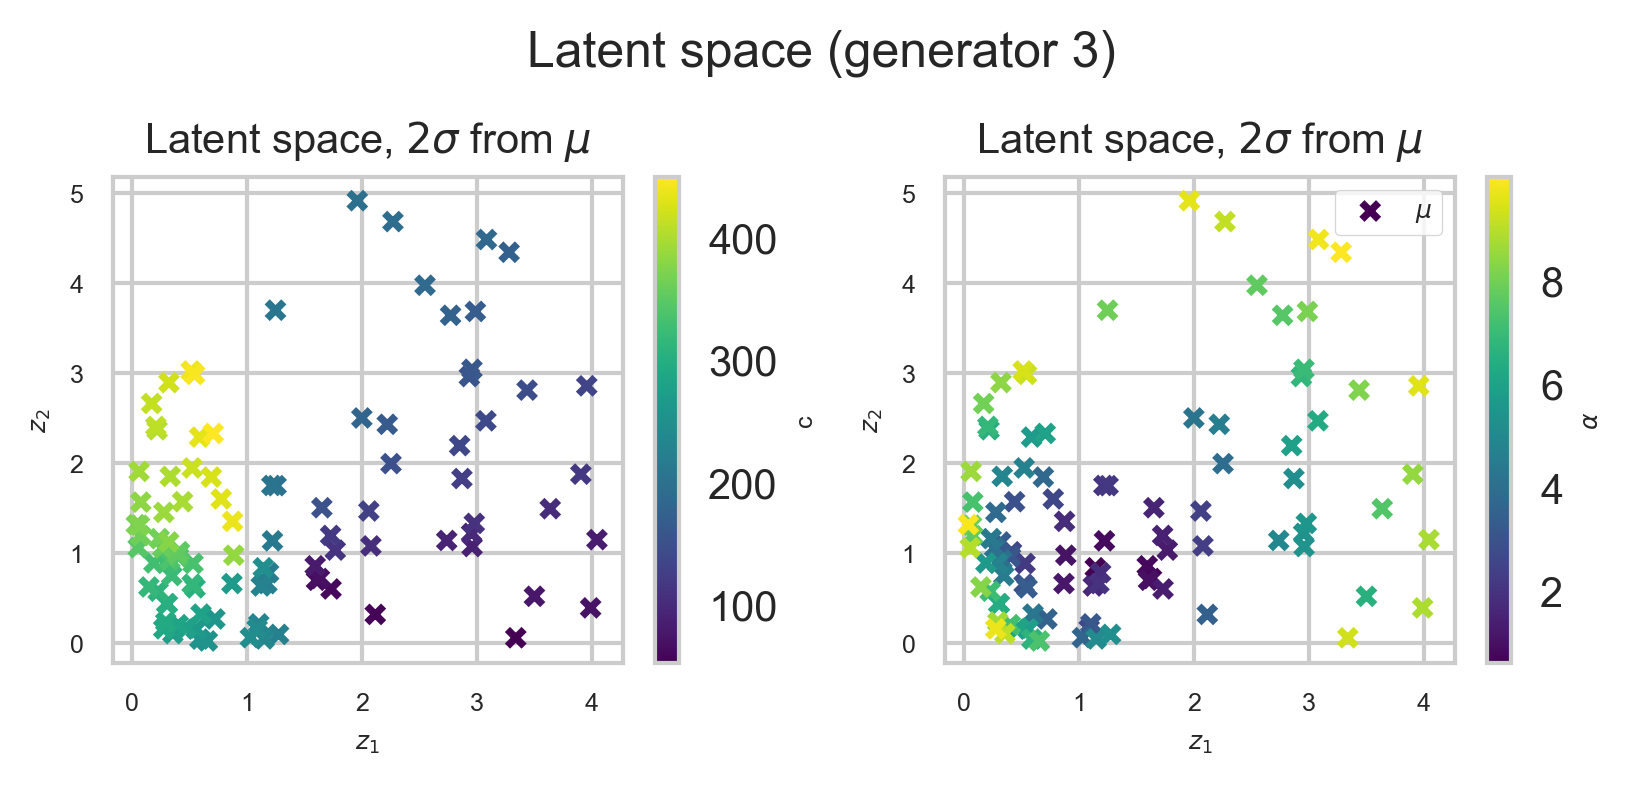 Latent space (generator 3)
Latent space, 2σ from μ
5
4
3
2
1
0
z₂
0 1 2 3 4
z₁
400
300
200
100
c
Latent space, 2σ from μ
μ
5
4
3
2
1
0
z₂
0 1 2 3 4
z₁
8
6
4
2
α